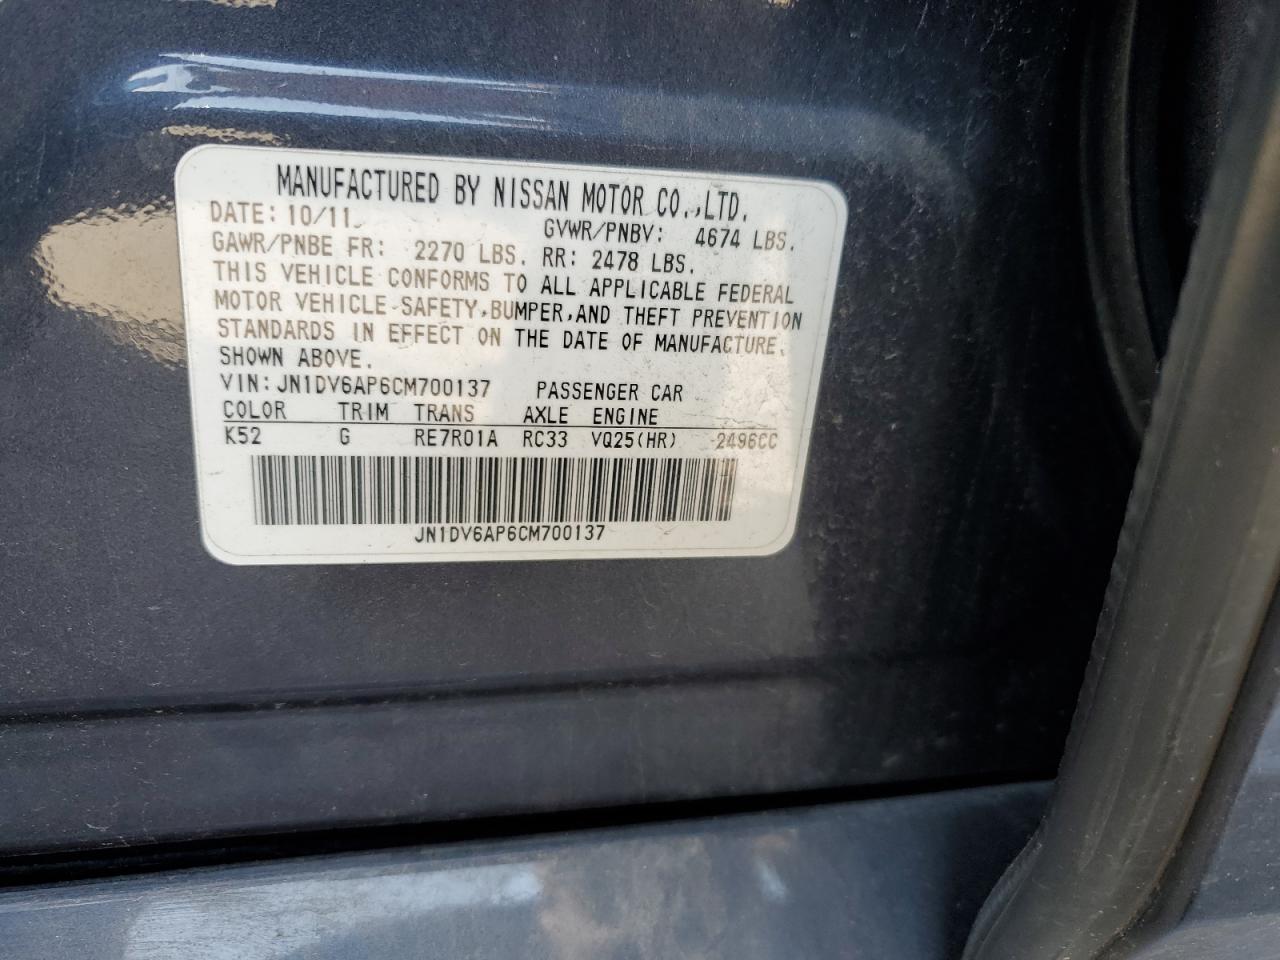 MANUFACTURED BY NISSAN MOTOR CO.,LTD.
DATE: 10/11 GVWR/PNBV: 4674 LBS.
GAWR/PNBE FR: 2270 LBS. RR: 2478 LBS.
THIS VEHICLE CONFORMS TO ALL APPLICABLE FEDERAL
MOTOR VEHICLE SAFETY,BUMPER,AND THEFT PREVENTION
STANDARDS IN EFFECT ON THE DATE OF MANUFACTURE
SHOWN ABOVE.
VIN: JN1DV6AP6CM700137 PASSENGER CAR
COLOR TRIM TRANS AXLE ENGINE
K52 G RE7R01A RC33 VQ25(HR) 2496CC
JN1DV6AP6CM700137